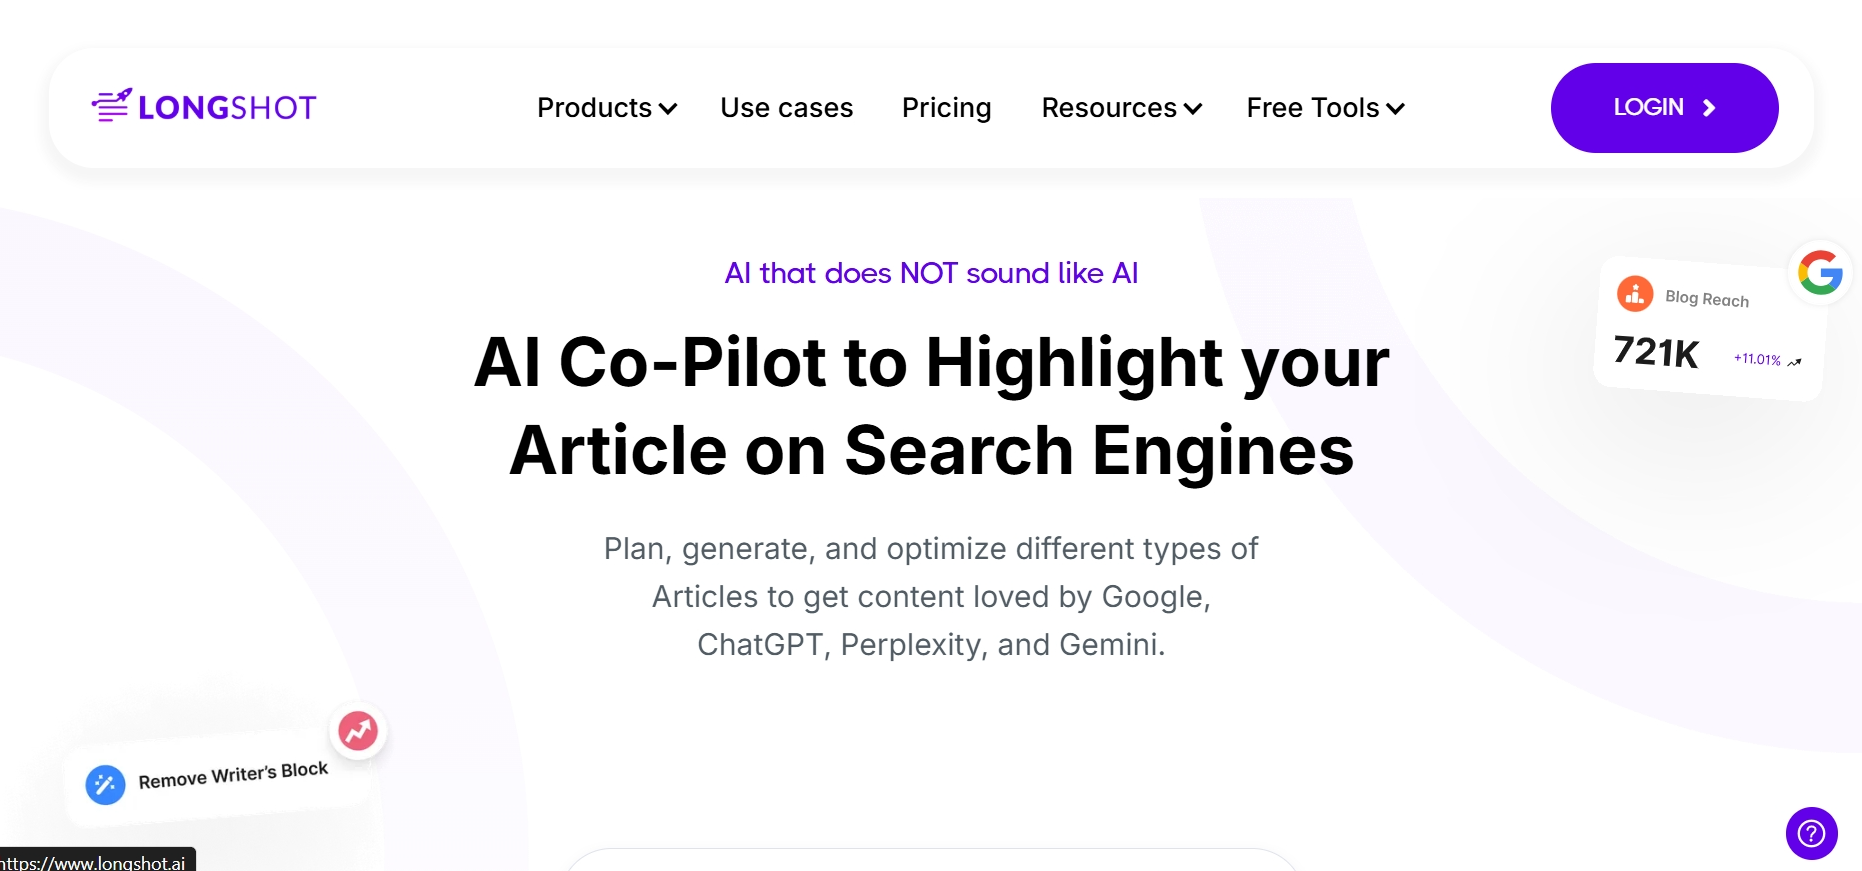 LONGSHOT
Products
Use cases
Pricing
Resources
Free Tools
LOGIN
AI that does NOT sound like AI
AI Co-Pilot to Highlight your
Article on Search Engines
Plan, generate, and optimize different types of
Articles to get content loved by Google,
ChatGPT, Perplexity, and Gemini.
Blog Reach
721K
+11.01%
Remove Writer's Block
https://www.longshot.ai